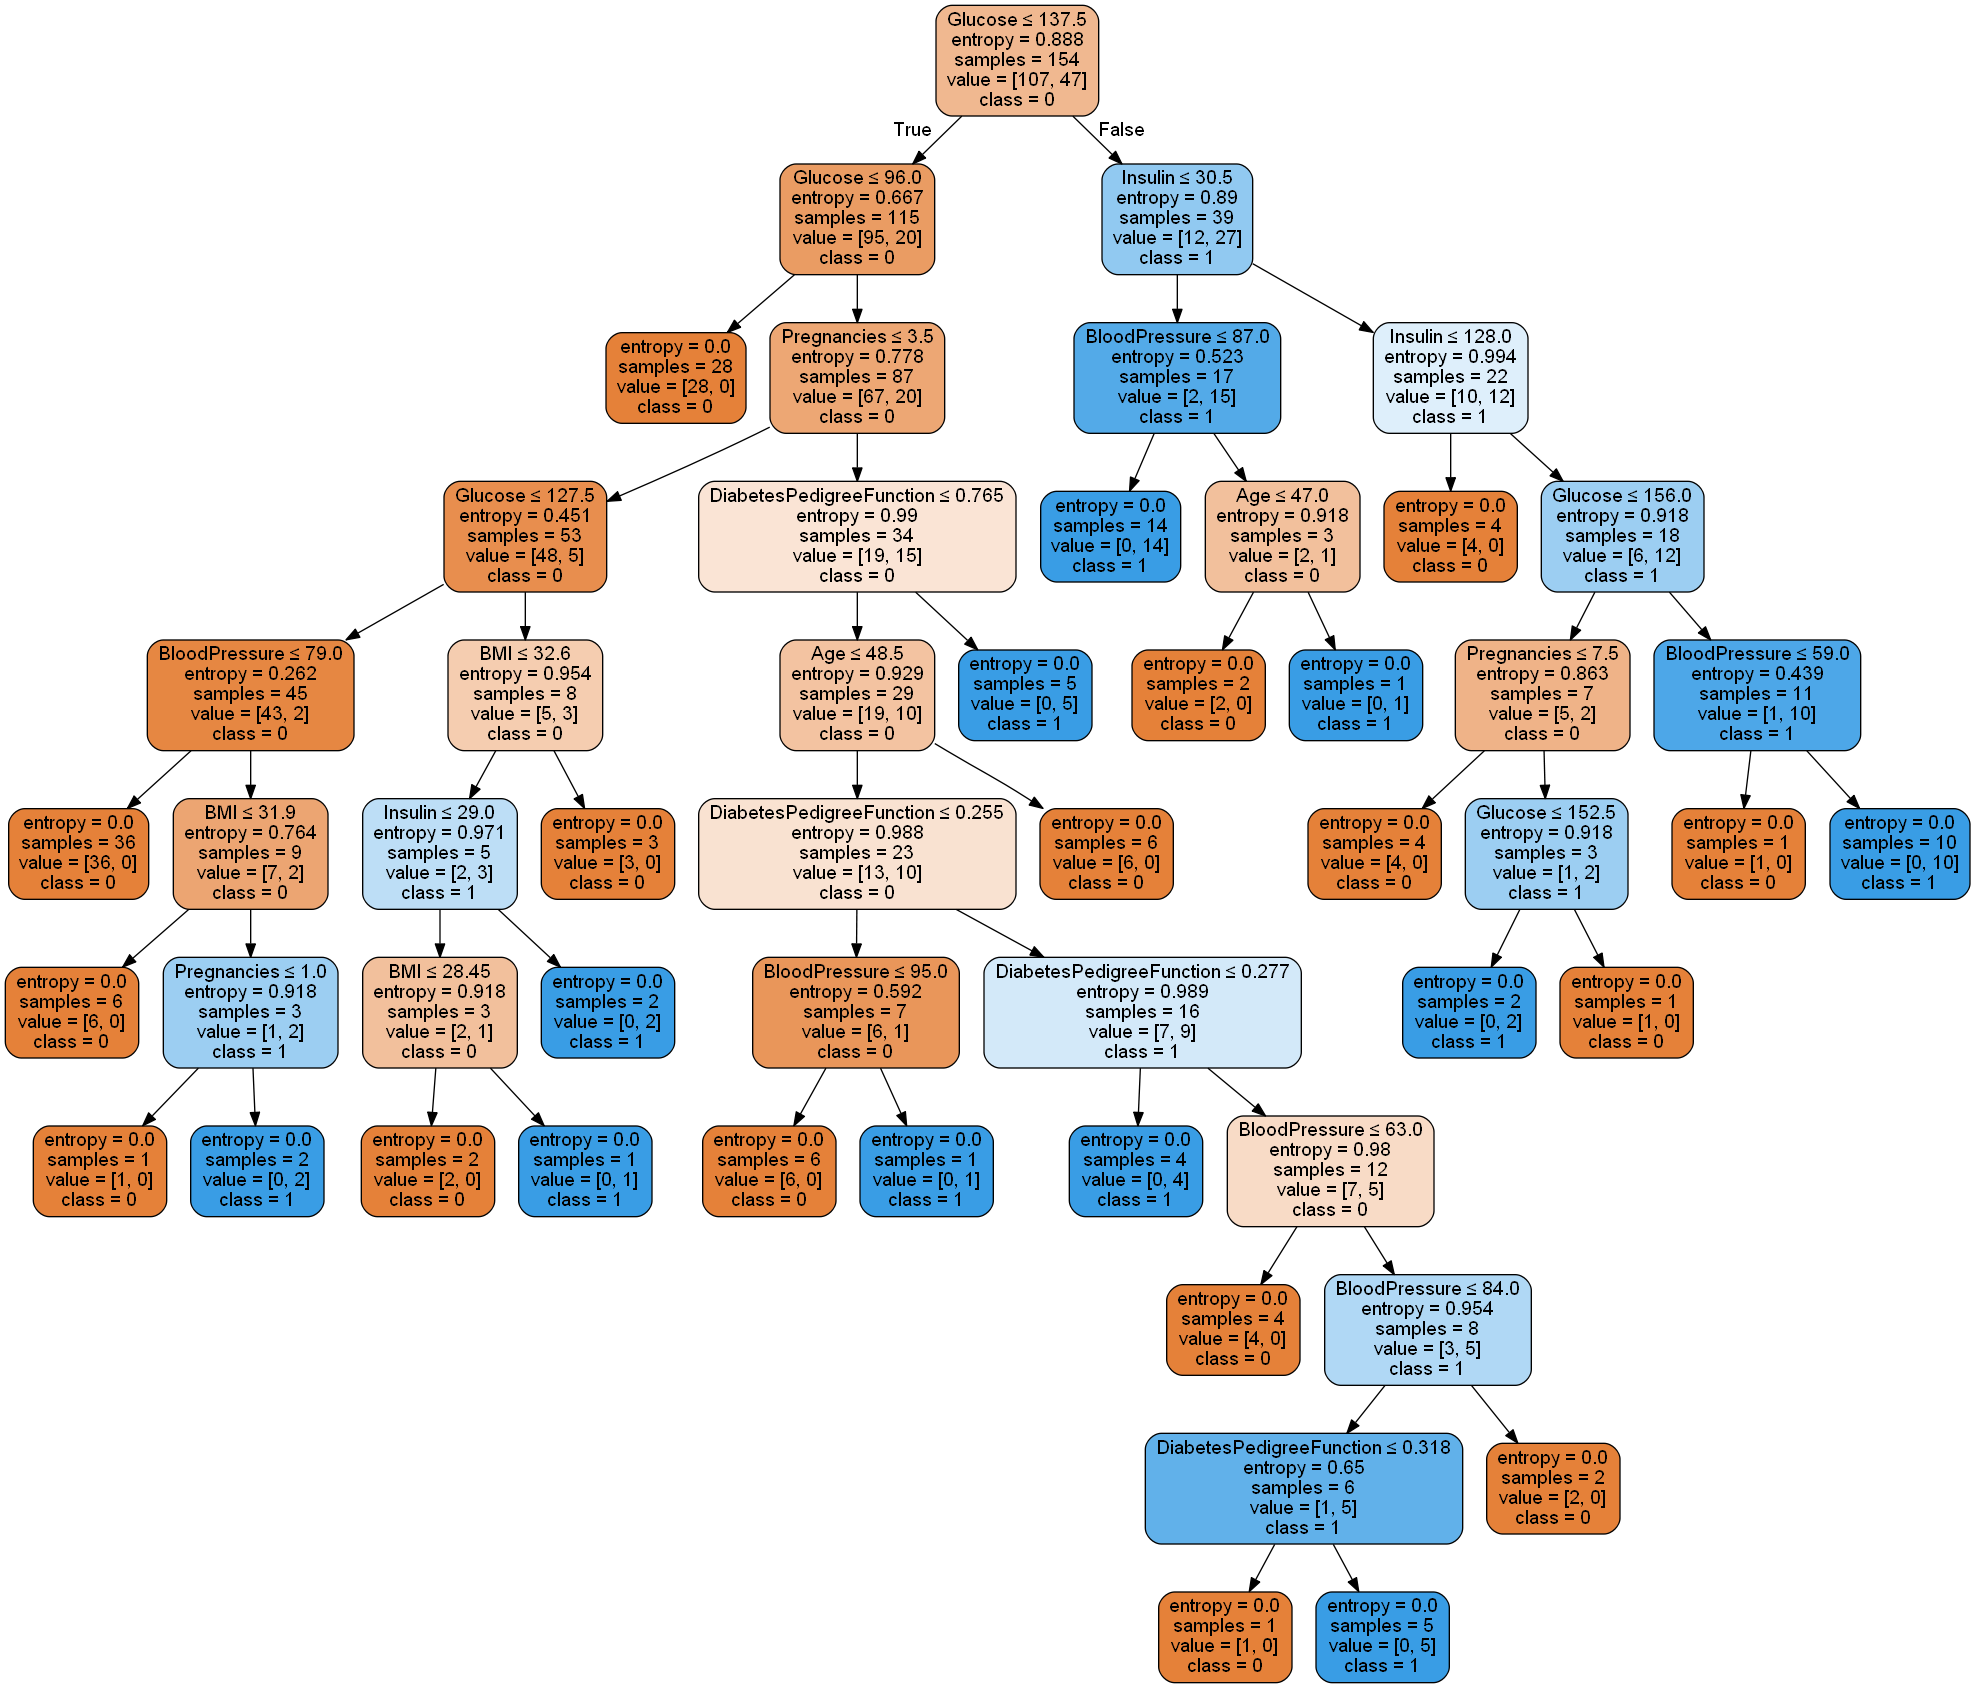 Glucose ≤ 137.5
entropy = 0.888
samples = 154
value = [107, 47]
class = 0
True
False
Glucose ≤ 96.0
entropy = 0.667
samples = 115
value = [95, 20]
class = 0
Insulin ≤ 30.5
entropy = 0.89
samples = 39
value = [12, 27]
class = 1
entropy = 0.0
samples = 28
value = [28, 0]
class = 0
Pregnancies ≤ 3.5
entropy = 0.778
samples = 87
value = [67, 20]
class = 0
BloodPressure ≤ 87.0
entropy = 0.523
samples = 17
value = [2, 15]
class = 1
Insulin ≤ 128.0
entropy = 0.994
samples = 22
value = [10, 12]
class = 1
Glucose ≤ 127.5
entropy = 0.451
samples = 53
value = [48, 5]
class = 0
DiabetesPedigreeFunction ≤ 0.765
entropy = 0.99
samples = 34
value = [19, 15]
class = 0
entropy = 0.0
samples = 14
value = [0, 14]
class = 1
Age ≤ 47.0
entropy = 0.918
samples = 3
value = [2, 1]
class = 0
entropy = 0.0
samples = 4
value = [4, 0]
class = 0
Glucose ≤ 156.0
entropy = 0.918
samples = 18
value = [6, 12]
class = 1
BloodPressure ≤ 79.0
entropy = 0.262
samples = 45
value = [43, 2]
class = 0
BMI ≤ 32.6
entropy = 0.954
samples = 8
value = [5, 3]
class = 0
Age ≤ 48.5
entropy = 0.929
samples = 29
value = [19, 10]
class = 0
entropy = 0.0
samples = 5
value = [0, 5]
class = 1
entropy = 0.0
samples = 2
value = [2, 0]
class = 0
entropy = 0.0
samples = 1
value = [0, 1]
class = 1
Pregnancies ≤ 7.5
entropy = 0.863
samples = 7
value = [5, 2]
class = 0
BloodPressure ≤ 59.0
entropy = 0.439
samples = 11
value = [1, 10]
class = 1
entropy = 0.0
samples = 36
value = [36, 0]
class = 0
BMI ≤ 31.9
entropy = 0.764
samples = 9
value = [7, 2]
class = 0
Insulin ≤ 29.0
entropy = 0.971
samples = 5
value = [2, 3]
class = 1
entropy = 0.0
samples = 3
value = [3, 0]
class = 0
DiabetesPedigreeFunction ≤ 0.255
entropy = 0.988
samples = 23
value = [13, 10]
class = 0
entropy = 0.0
samples = 6
value = [6, 0]
class = 0
entropy = 0.0
samples = 4
value = [4, 0]
class = 0
Glucose ≤ 152.5
entropy = 0.918
samples = 3
value = [1, 2]
class = 1
entropy = 0.0
samples = 1
value = [1, 0]
class = 0
entropy = 0.0
samples = 10
value = [0, 10]
class = 1
entropy = 0.0
samples = 6
value = [6, 0]
class = 0
Pregnancies ≤ 1.0
entropy = 0.918
samples = 3
value = [1, 2]
class = 1
BMI ≤ 28.45
entropy = 0.918
samples = 3
value = [2, 1]
class = 0
entropy = 0.0
samples = 2
value = [0, 2]
class = 1
BloodPressure ≤ 95.0
entropy = 0.592
samples = 7
value = [6, 1]
class = 0
DiabetesPedigreeFunction ≤ 0.277
entropy = 0.989
samples = 16
value = [7, 9]
class = 1
entropy = 0.0
samples = 2
value = [0, 2]
class = 1
entropy = 0.0
samples = 1
value = [1, 0]
class = 0
entropy = 0.0
samples = 1
value = [1, 0]
class = 0
entropy = 0.0
samples = 2
value = [0, 2]
class = 1
entropy = 0.0
samples = 2
value = [2, 0]
class = 0
entropy = 0.0
samples = 1
value = [0, 1]
class = 1
entropy = 0.0
samples = 6
value = [6, 0]
class = 0
entropy = 0.0
samples = 1
value = [0, 1]
class = 1
entropy = 0.0
samples = 4
value = [0, 4]
class = 1
BloodPressure ≤ 63.0
entropy = 0.98
samples = 12
value = [7, 5]
class = 0
entropy = 0.0
samples = 4
value = [4, 0]
class = 0
BloodPressure ≤ 84.0
entropy = 0.954
samples = 8
value = [3, 5]
class = 1
DiabetesPedigreeFunction ≤ 0.318
entropy = 0.65
samples = 6
value = [1, 5]
class = 1
entropy = 0.0
samples = 2
value = [2, 0]
class = 0
entropy = 0.0
samples = 1
value = [1, 0]
class = 0
entropy = 0.0
samples = 5
value = [0, 5]
class = 1